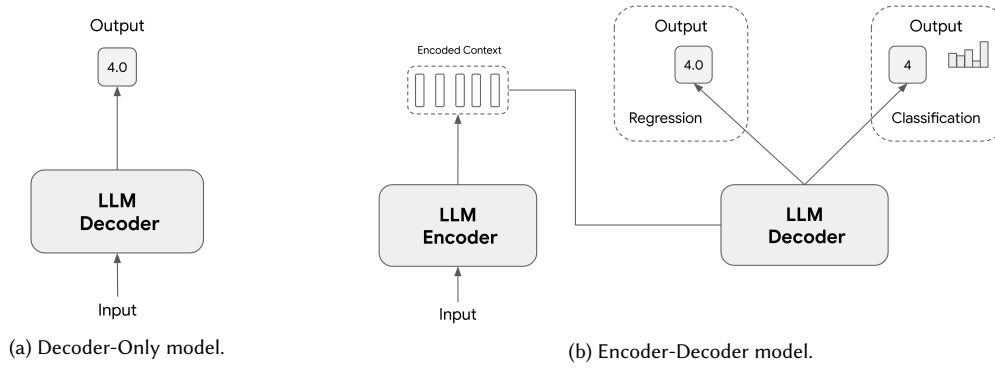 Output
4.0
LLM
Decoder
Input
(a) Decoder-Only model.
Encoded Context
LLM
Encoder
Input
Output
4.0
Regression
Output
4
Classification
LLM
Decoder
(b) Encoder-Decoder model.